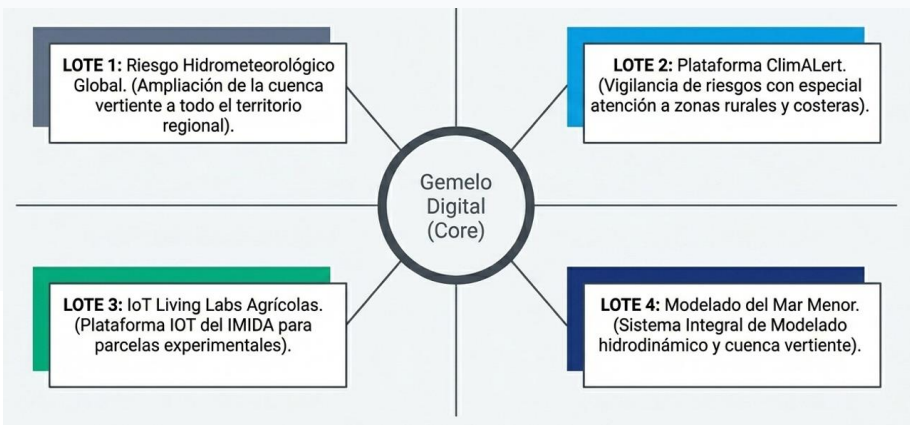 LOTE 1: Riesgo Hidrometeorológico
Global. (Ampliación de la cuenca
vertiente a todo el territorio
regional).
LOTE 2: Plataforma ClimALert.
(Vigilancia de riesgos con especial
atención a zonas rurales y costeras).
Gemelo
Digital
(Core)
LOTE 3: IoT Living Labs Agrícolas.
(Plataforma IOT del IMIDA para
parcelas experimentales).
LOTE 4: Modelado del Mar Menor.
(Sistema Integral de Modelado
hidrodinámico y cuenca vertiente).